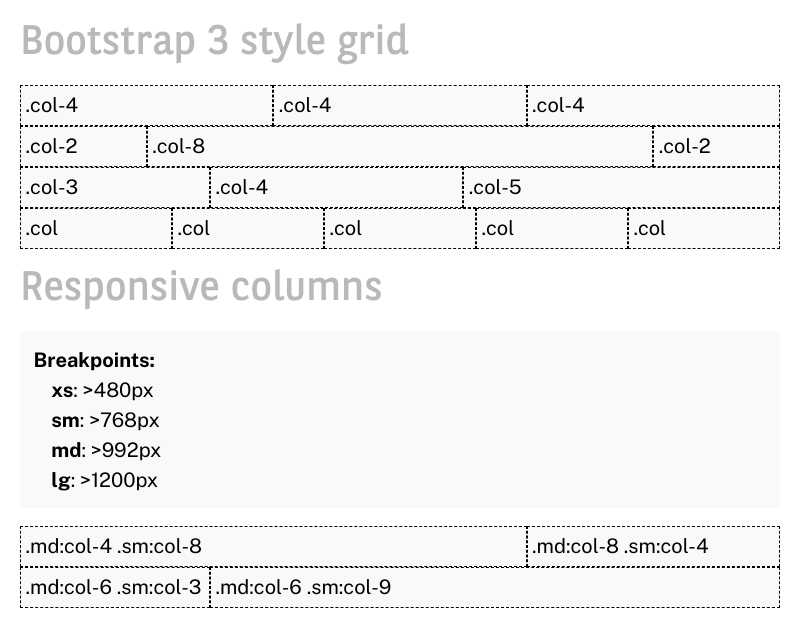 Bootstrap 3 style grid
.col-4 .col-4 .col-4
.col-2 .col-8 .col-2
.col-3 .col-4 .col-5
.col .col .col .col .col
Responsive columns
Breakpoints:
xs: >480px
sm: >768px
md: >992px
lg: >1200px
.md:col-4 .sm:col-8 .md:col-8 .sm:col-4
.md:col-6 .sm:col-3 .md:col-6 .sm:col-9